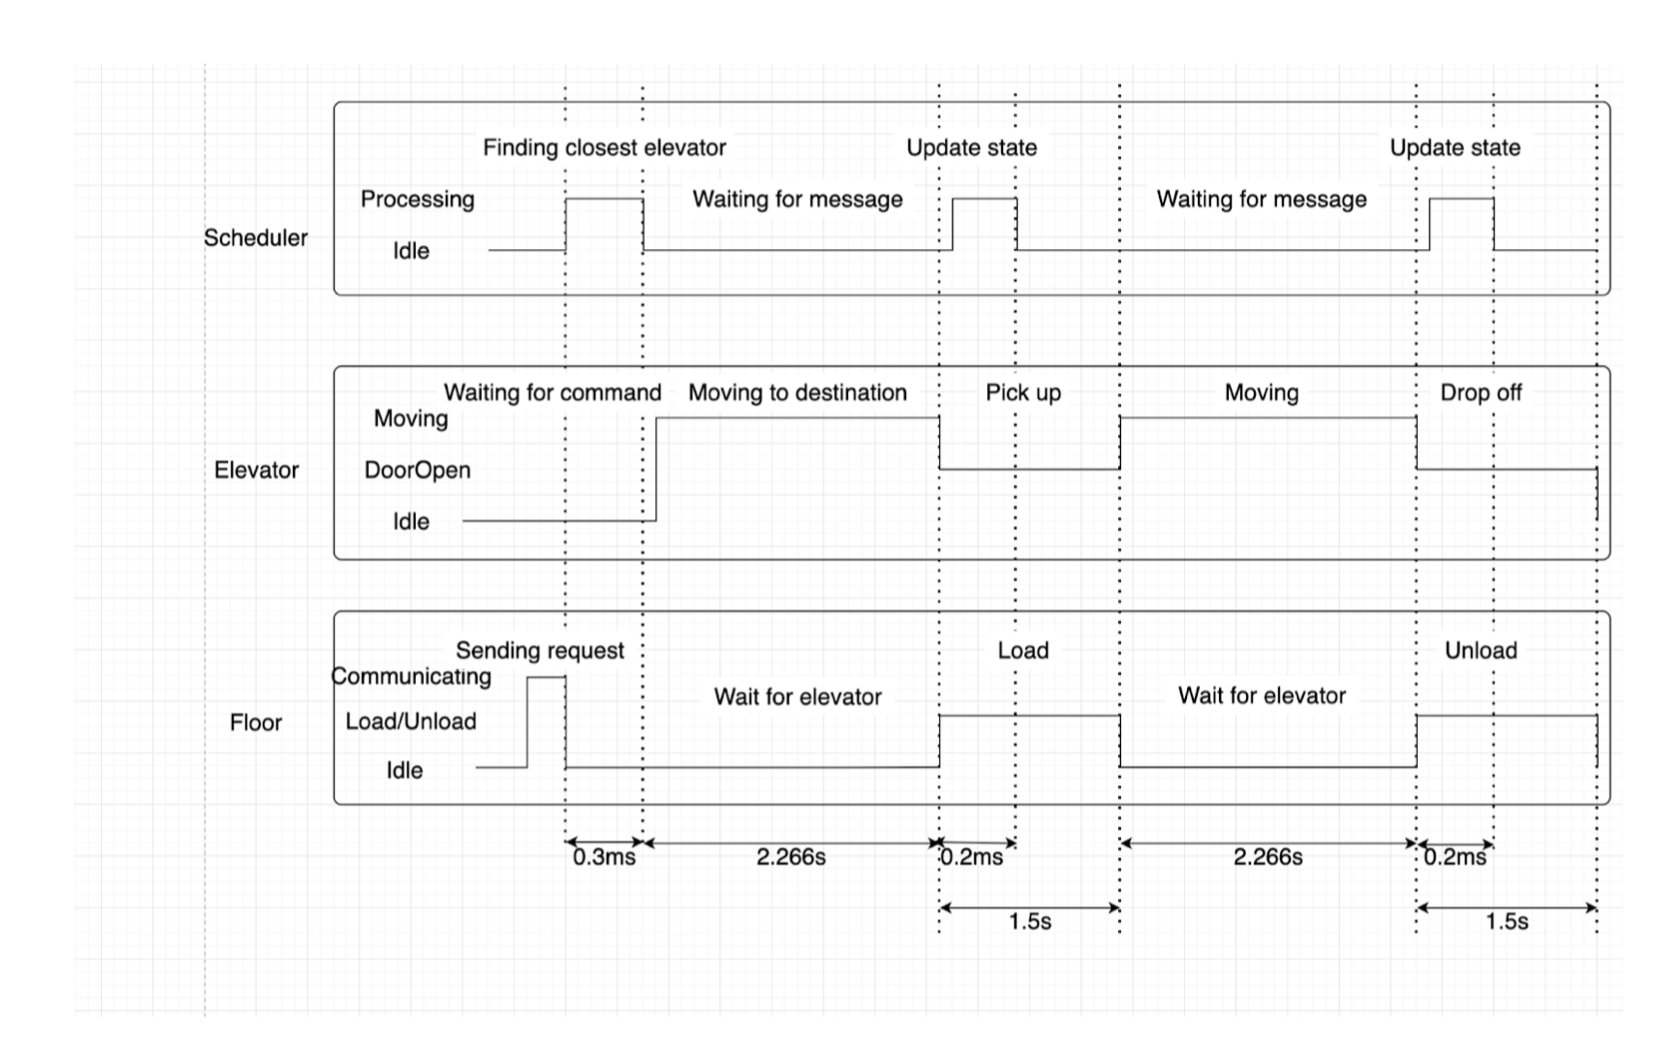 Finding closest elevator
Update state
Update state
Processing
Waiting for message
Waiting for message
Scheduler
Idle
Waiting for command
Moving to destination
Pick up
Moving
Drop off
Moving
Elevator
DoorOpen
Idle
Sending request
Load
Unload
Communicating
Wait for elevator
Wait for elevator
Floor
Load/Unload
Idle
0.3ms
2.266s
0.2ms
2.266s
0.2ms
1.5s
1.5s